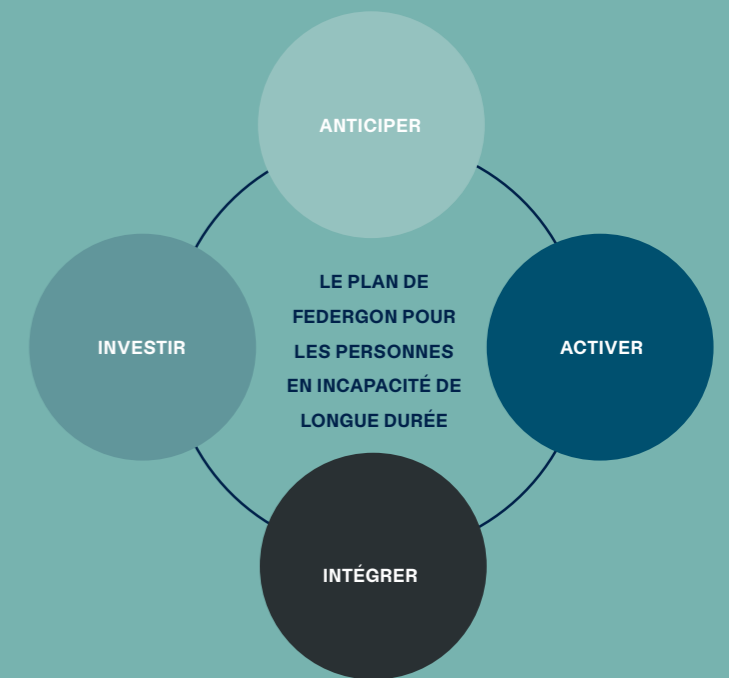 ANTICIPER
LE PLAN DE
FEDERGON POUR
LES PERSONNES
EN INCAPACITÉ DE
LONGUE DURÉE
INVESTIR
ACTIVER
INTÉGRER